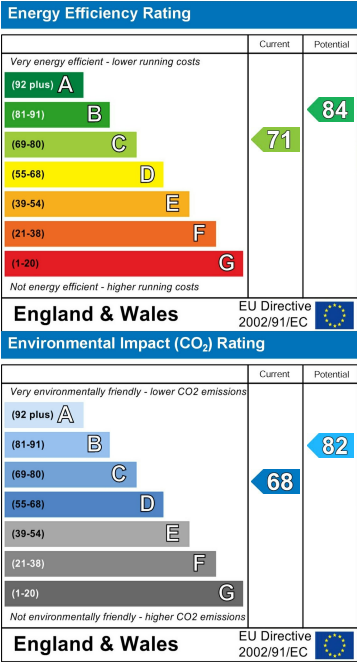 Energy Efficiency Rating
Current Potential
Very energy efficient - lower running costs
(92 plus) A
(81-91) B
84
(69-80) C
71
(55-68) D
(39-54) E
(21-38) F
(1-20) G
Not energy efficient - higher running costs
England & Wales
EU Directive
2002/91/EC
Environmental Impact (CO₂) Rating
Current Potential
Very environmentally friendly - lower CO2 emissions
(92 plus) A
(81-91) B
82
(69-80) C
68
(55-68) D
(39-54) E
(21-38) F
(1-20) G
Not environmentally friendly - higher CO2 emissions
England & Wales
EU Directive
2002/91/EC